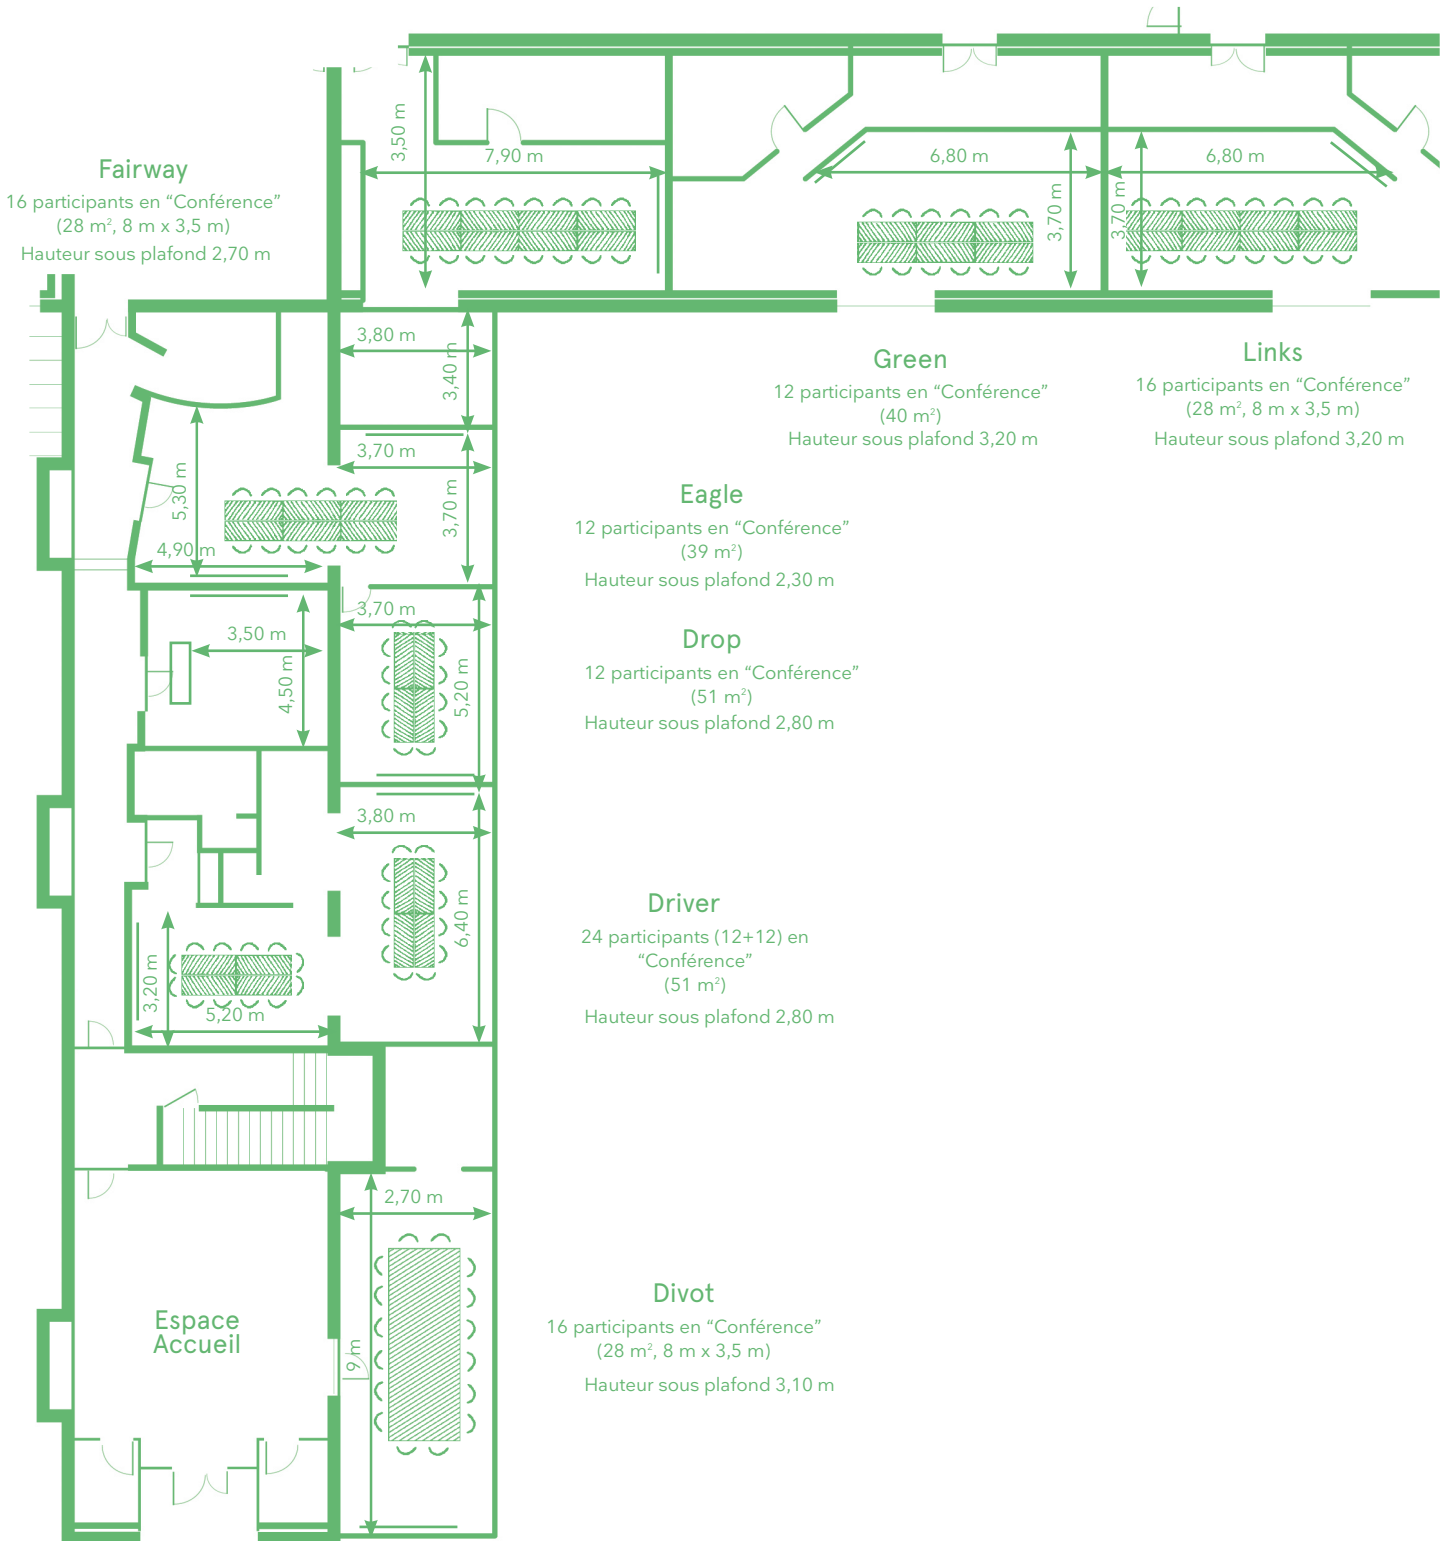 Fairway
16 participants en “Conférence”
(28 m², 8 m x 3,5 m)
Hauteur sous plafond 2,70 m
3,50 m
7,90 m
6,80 m
3,70 m
3,70 m
6,80 m
Green
12 participants en “Conférence”
(40 m²)
Hauteur sous plafond 3,20 m
Links
16 participants en “Conférence”
(28 m², 8 m x 3,5 m)
Hauteur sous plafond 3,20 m
3,80 m
3,40 m
3,70 m
3,70 m
5,30 m
4,90 m
Eagle
12 participants en “Conférence”
(39 m²)
Hauteur sous plafond 2,30 m
3,70 m
3,50 m
4,50 m
5,20 m
Drop
12 participants en “Conférence”
(51 m²)
Hauteur sous plafond 2,80 m
3,80 m
6,40 m
3,20 m
5,20 m
Driver
24 participants (12+12) en
“Conférence”
(51 m²)
Hauteur sous plafond 2,80 m
2,70 m
9 m
Espace
Accueil
Divot
16 participants en “Conférence”
(28 m², 8 m x 3,5 m)
Hauteur sous plafond 3,10 m